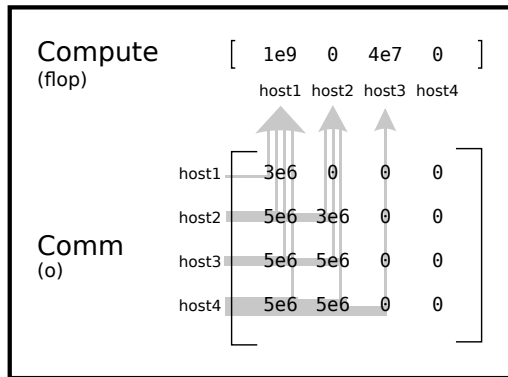 Compute [ 1e9 0 4e7 0 ]
(flop)
host1 host2 host3 host4
host1 3e6 0 0 0
host2 5e6 3e6 0 0
Comm
(o)
host3 5e6 5e6 0 0
host4 5e6 5e6 0 0